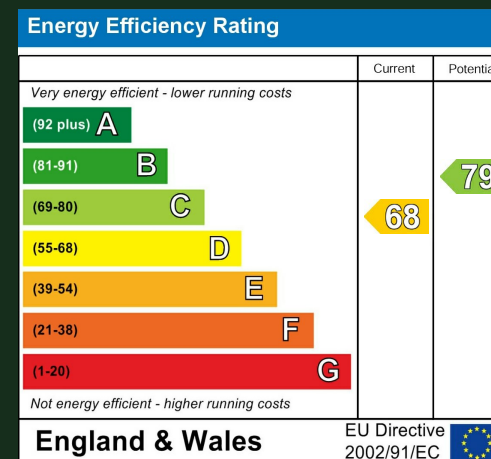 Energy Efficiency Rating
Current Potentia
Very energy efficient - lower running costs
(92 plus) A
(81-91) B
79
(69-80) C
68
(55-68) D
(39-54) E
(21-38) F
(1-20) G
Not energy efficient - higher running costs
England & Wales
EU Directive
2002/91/EC